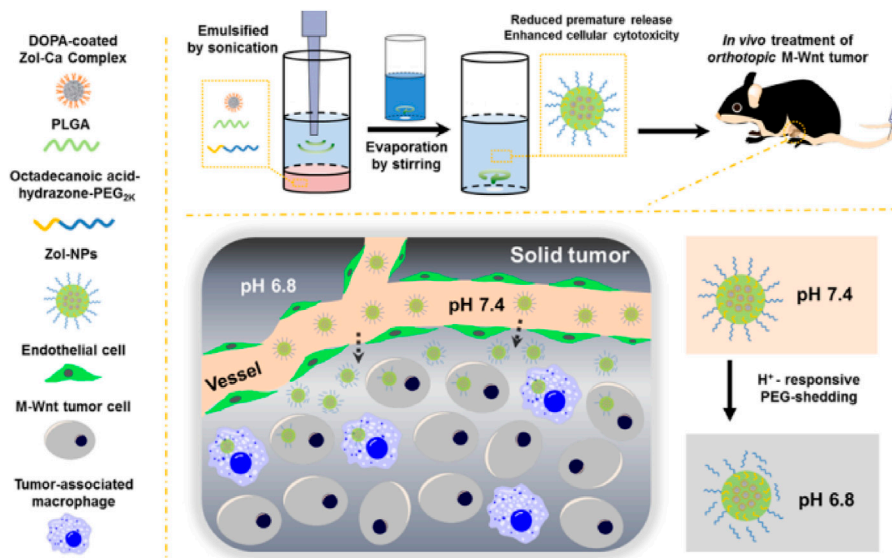 DOPA-coated
Zol-Ca Complex
PLGA
Octadecanoic acid-
hydrazone-PEG2K
Zol-NPs
Endothelial cell
M-Wnt tumor cell
Tumor-associated
macrophage
Emulsified
by sonication
Evaporation
by stirring
Reduced premature release
Enhanced cellular cytotoxicity
In vivo treatment of
orthotopic M-Wnt tumor
Solid tumor
pH 6.8
pH 7.4
Vessel
pH 7.4
H+- responsive
PEG-shedding
pH 6.8